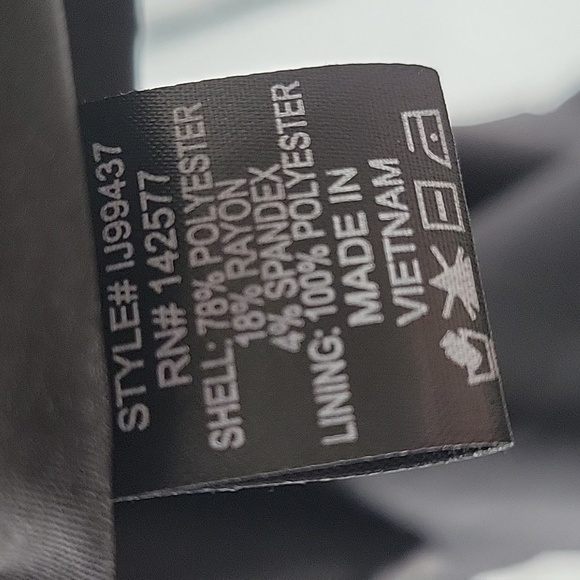 STYLE# IJ99437
RN# 142577
SHELL: 78% POLYESTER
18% RAYON
4% SPANDEX
LINING: 100% POLYESTER
MADE IN
VIETNAM